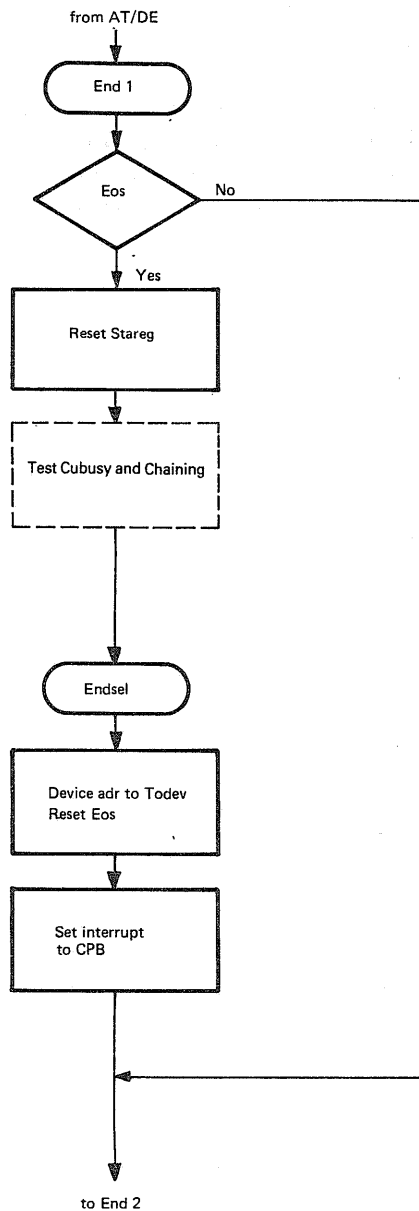 from AT/DE
End 1
Eos
No
Yes
Reset Stareg
Test Cubusy and Chaining
Endsel
Device adr to Todev
Reset Eos
Set interrupt
to CPB
to End 2